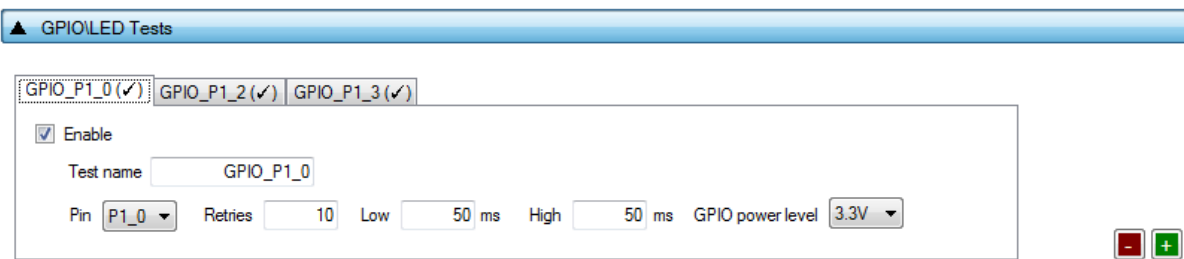 ▲ GPIO\LED Tests
GPIO_P1_0 (✓) GPIO_P1_2 (✓) GPIO_P1_3 (✓)
Enable
Test name GPIO_P1_0
Pin P1_0 Retries 10 Low 50 ms High 50 ms GPIO power level 3.3V
- +